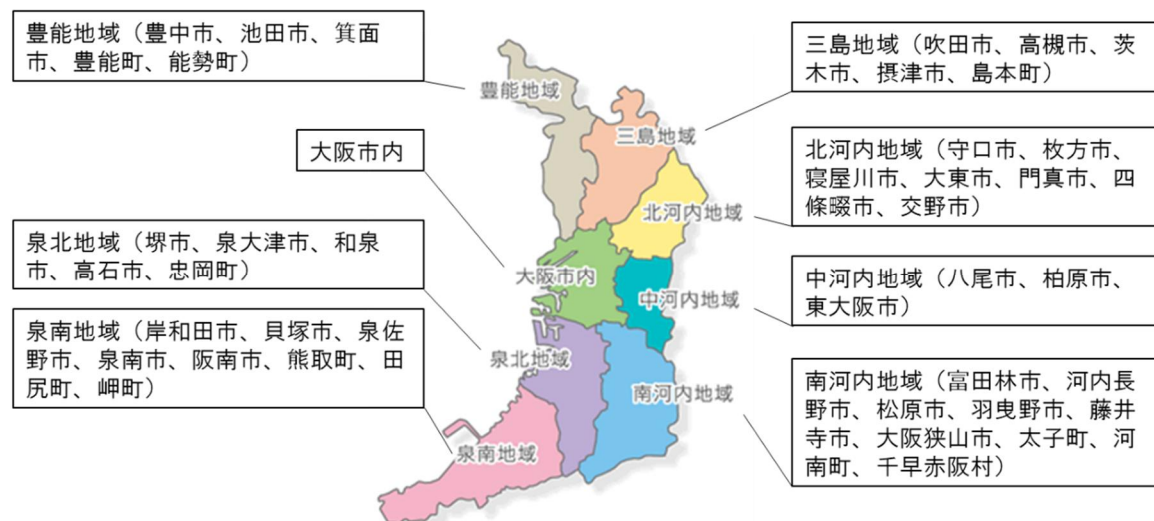 豊能地域（豊中市、池田市、箕面
市、豊能町、能勢町）
大阪市内
泉北地域（堺市、泉大津市、和泉
市、高石市、忠岡町）
泉南地域（岸和田市、貝塚市、泉佐
野市、泉南市、阪南市、熊取町、田
尻町、岬町）
豊能地域
三島地域
北河内地域
大阪市内
中河内地域
泉北地域
南河内地域
泉南地域
三島地域（吹田市、高槻市、茨
木市、摂津市、島本町）
北河内地域（守口市、枚方市、
寝屋川市、大東市、門真市、四
條畷市、交野市）
中河内地域（八尾市、柏原市、
東大阪市）
南河内地域（富田林市、河内長
野市、松原市、羽曳野市、藤井
寺市、大阪狭山市、太子町、河
南町、千早赤阪村）